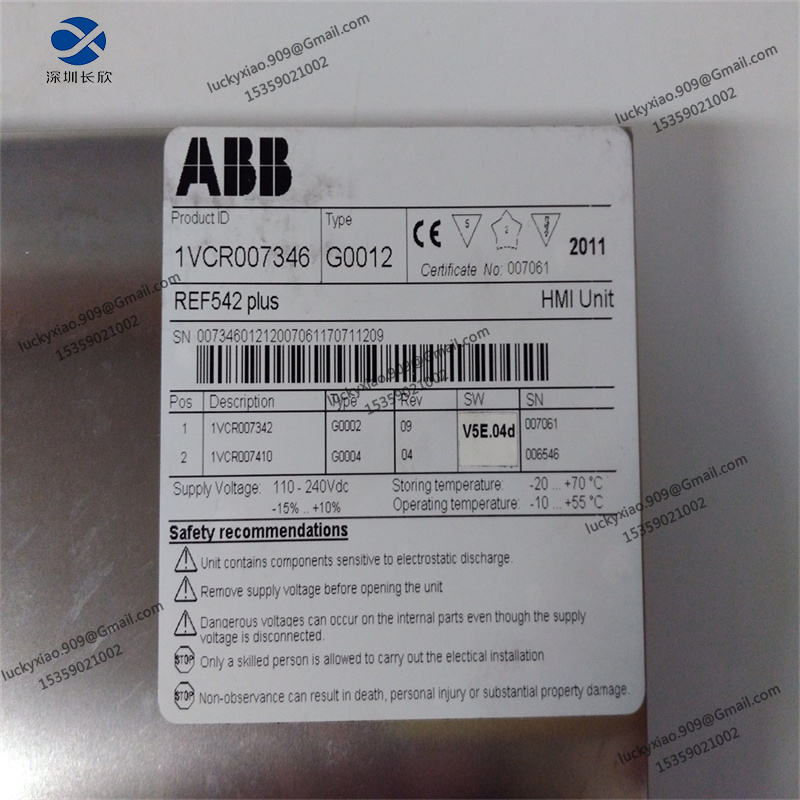 深圳长欣
luckyxiao.909@Gmail.com
15359021002
luckyxiao.909@Gmail.com
15359021002
ABB
Product ID
Type
1VCR007346
G0012
CE
5
2
2011
Certificate No: 007061
REF542 plus
HMI Unit
luckyxiao.909@Gmail.com
15359021002
SN 00734601212007061170711209
luckyxiao.909@Gmail.com
15359021002
Pos Description Type Rev SW SN
1 1VCR007342 G0002 09 V5E.04d 007061
2 1VCR007410 G0004 04 006546
Supply Voltage: 110 - 240Vdc
-15% .. +10%
Storing temperature: -20 ... +70 °C
Operating temperature: -10 ... +55 °C
luckyxiao.909@Gmail.com
15359021002
Safety recommendations
Unit contains components sensitive to electrostatic discharge.
Remove supply voltage before opening the unit
Dangerous voltages can occur on the internal parts even though the supply
voltage is disconnected.
STOP Only a skilled person is allowed to carry out the electical installation
STOP Non-observance can result in death, personal injury or substantial property damage.
luckyxiao.909@Gmail.com
15359021002
luckyxiao.909@Gmail.com
15359021002